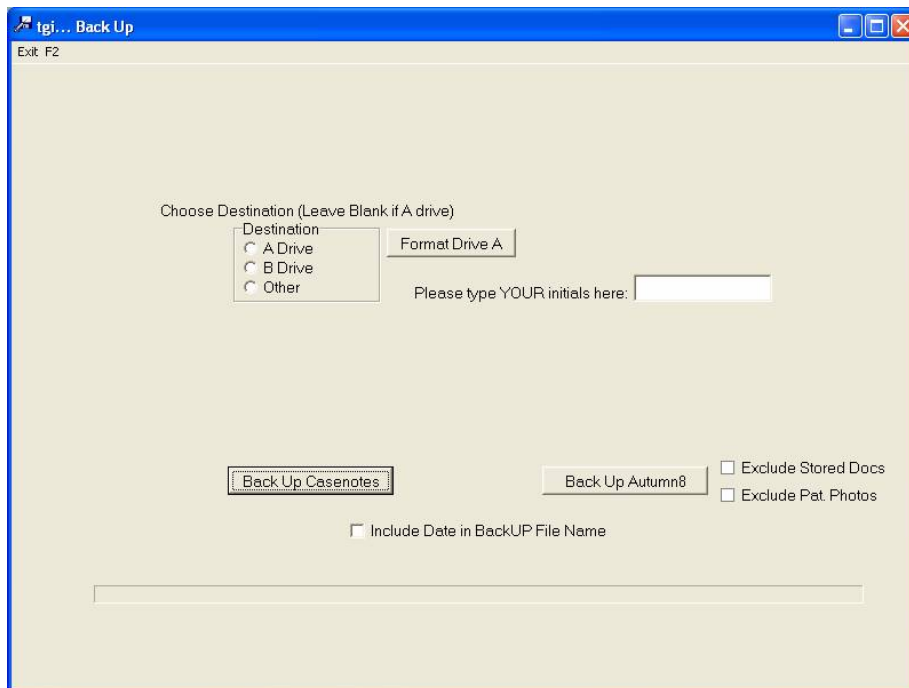 tgi... Back Up
Exit F2
Choose Destination (Leave Blank if A drive)
Destination
A Drive
B Drive
Other
Format Drive A
Please type YOUR initials here:
Back Up Casenotes
Back Up Autumn8
Exclude Stored Docs
Exclude Pat. Photos
Include Date in BackUP File Name